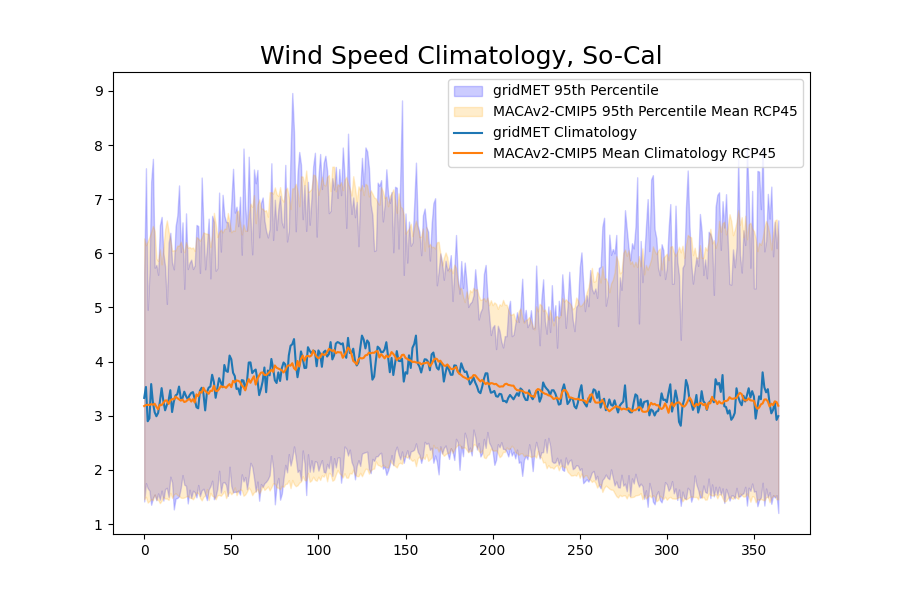 Wind Speed Climatology, So-Cal
gridMET 95th Percentile
MACAv2-CMIP5 95th Percentile Mean RCP45
gridMET Climatology
MACAv2-CMIP5 Mean Climatology RCP45
9
8
7
6
5
4
3
2
1
0 50 100 150 200 250 300 350